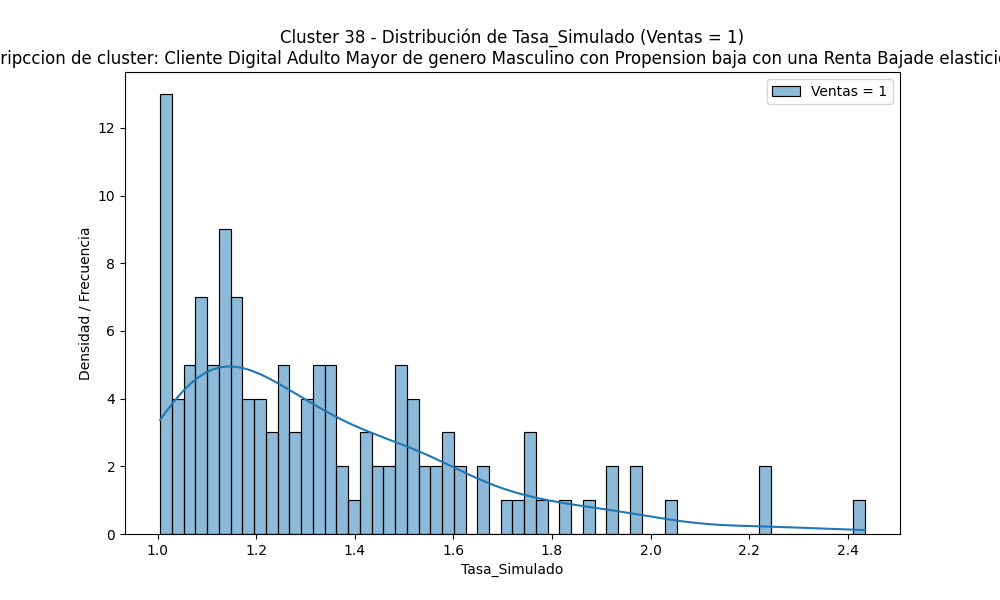 Cluster 38 - Distribución de Tasa_Simulado (Ventas = 1)
de cluster: Cliente Digital Adulto Mayor de genero Masculino con Propension baja con una Renta Bajade
Ventas = 1
Densidad / Frecuencia
12
10
8
6
4
2
0
1.0 1.2 1.4 1.6 1.8 2.0 2.2 2.4
Tasa_Simulado